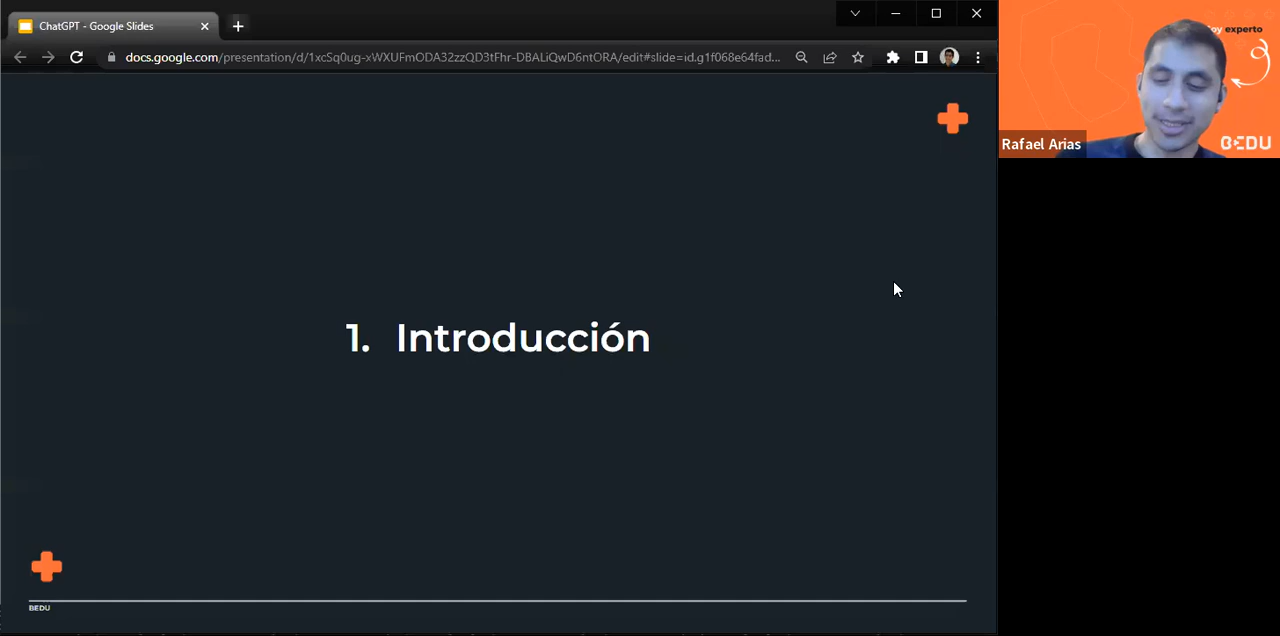 ChatGPT - Google Slides
docs.google.com/presentation/d/1xcSq0ug-xWXUFmODA32zzQD3tFhr-DBALiQwD6ntORA/edit#slide=id.g1f068e64fad...
oy experto
Rafael Arias
BEDU
1. Introducción
BEDU